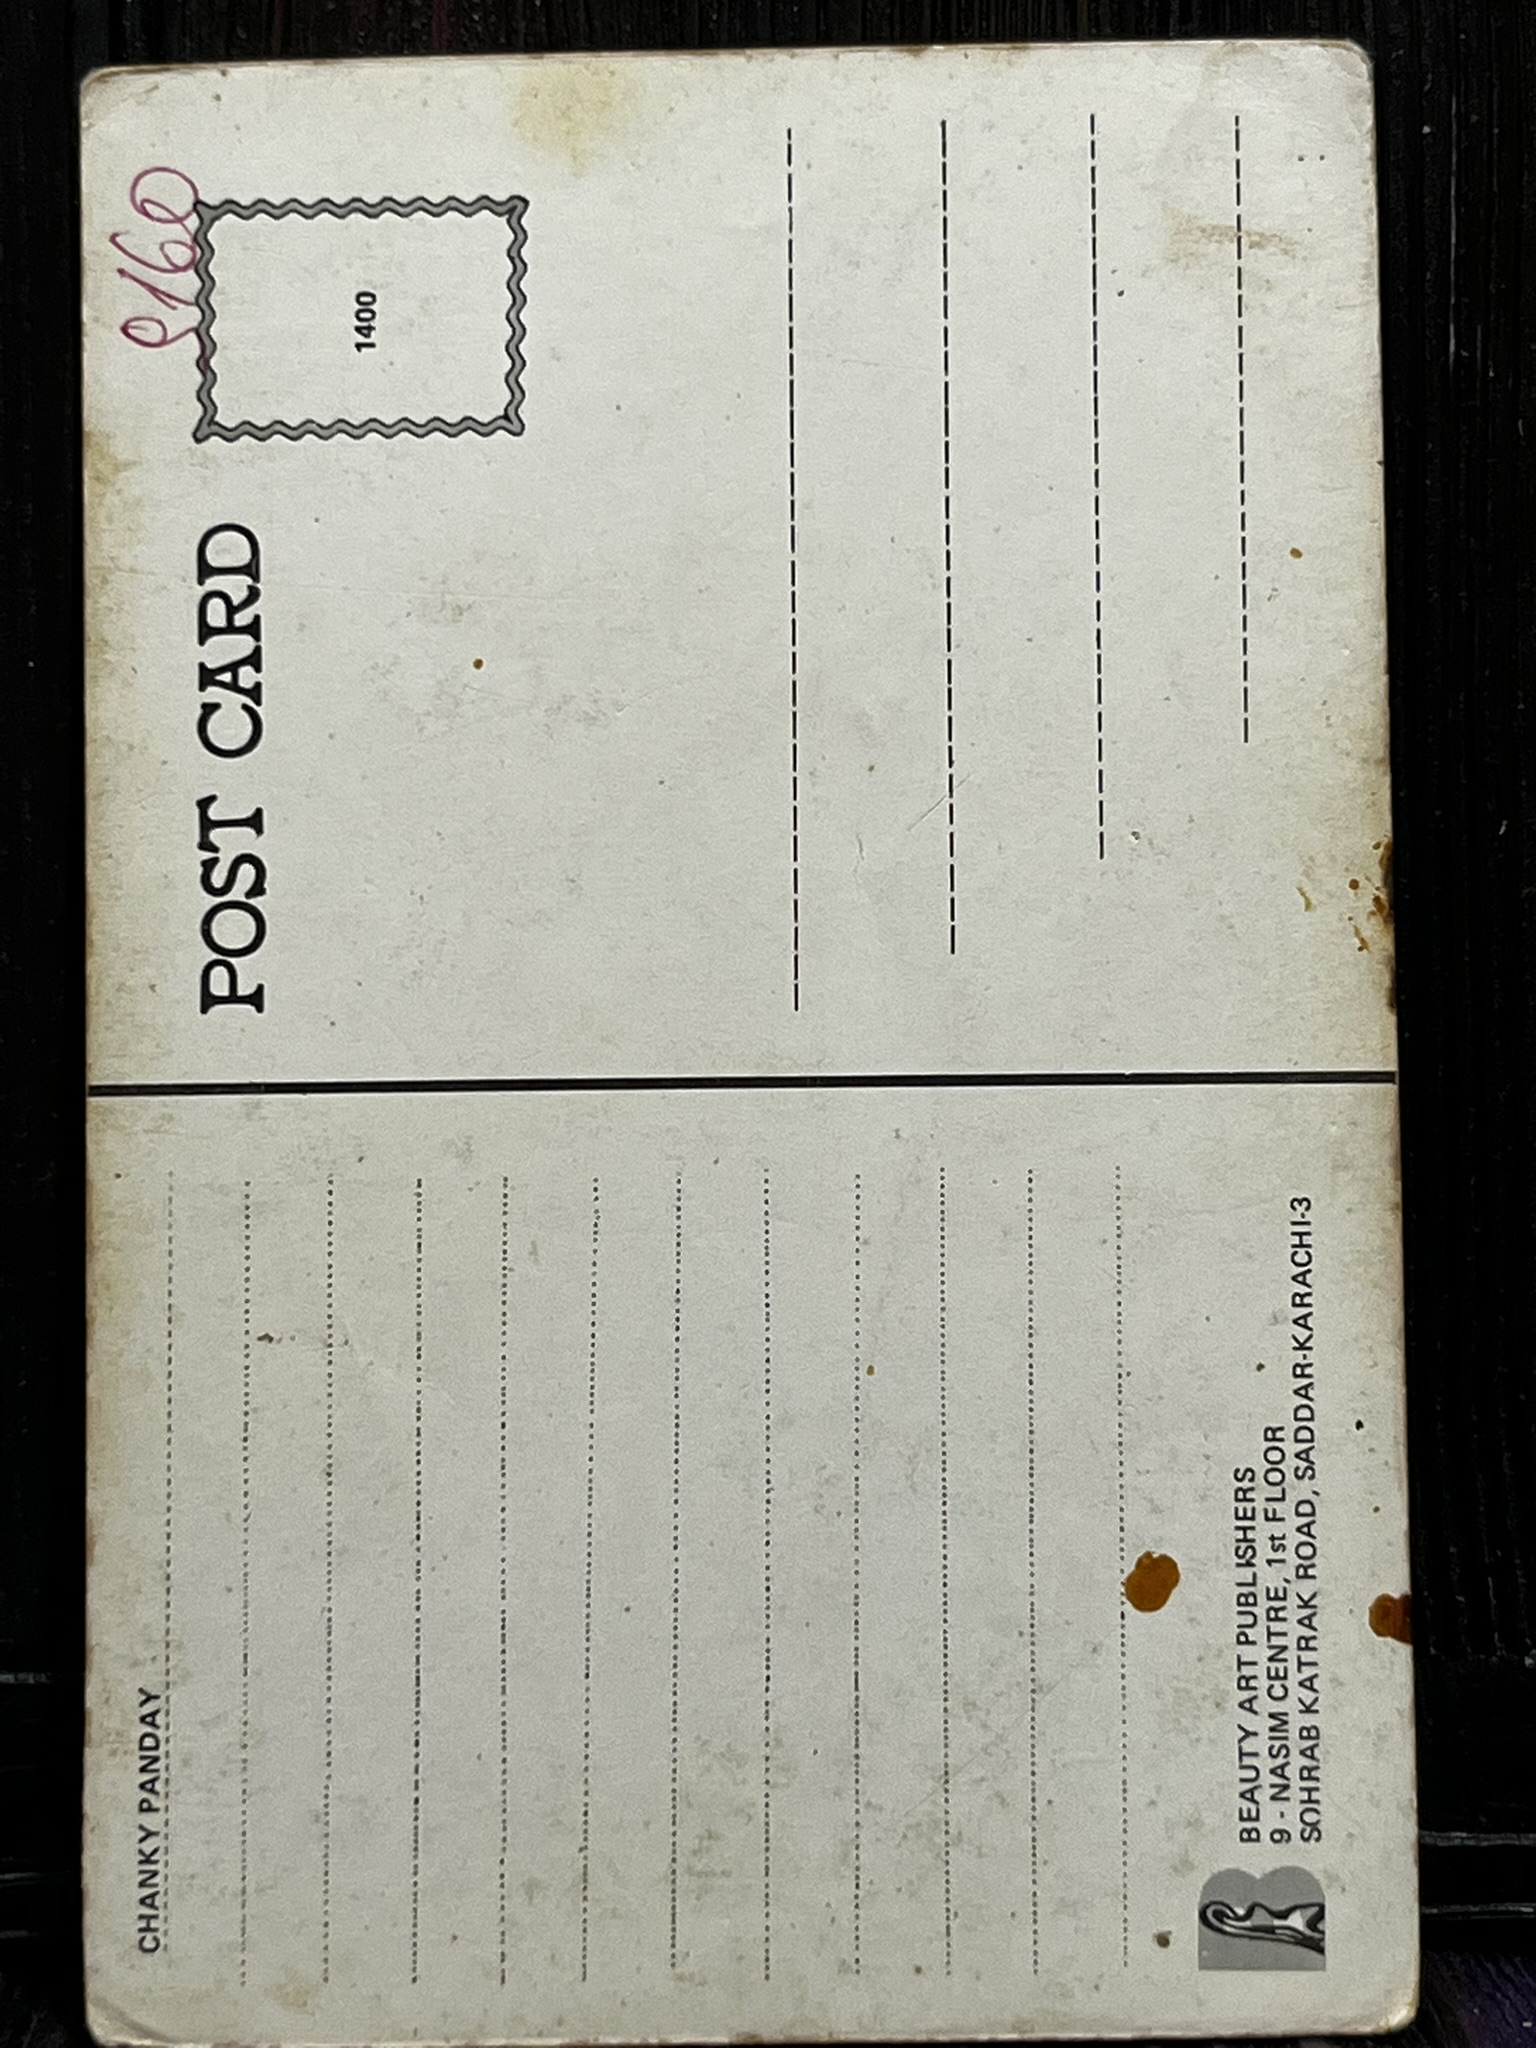 CHANKY PANDAY
BEAUTY ART PUBLISHERS
9 - NASIM CENTRE, 1st FLOOR
SOHRAB KATRAK ROAD, SADDAR-KARACHI-3
POST CARD
1400